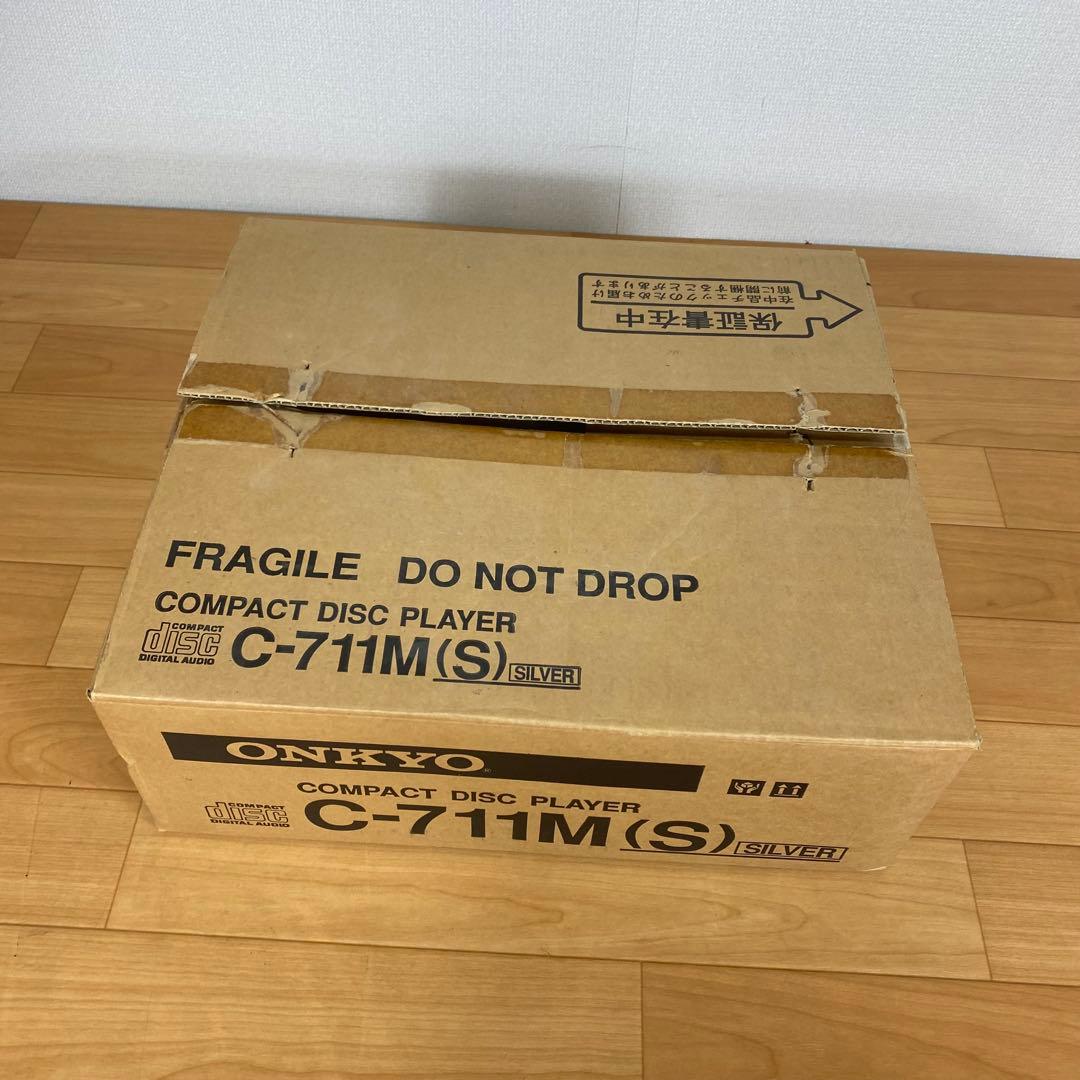 保証書在中
在中品チェックのためお届け
前に開梱することがあります
FRAGILE DO NOT DROP
COMPACT DISC PLAYER
COMPACT
disc
DIGITAL AUDIO
C-711M(S) SILVER
ONKYO®
COMPACT DISC PLAYER
COMPACT
disc
DIGITAL AUDIO
C-711M(S) SILVER